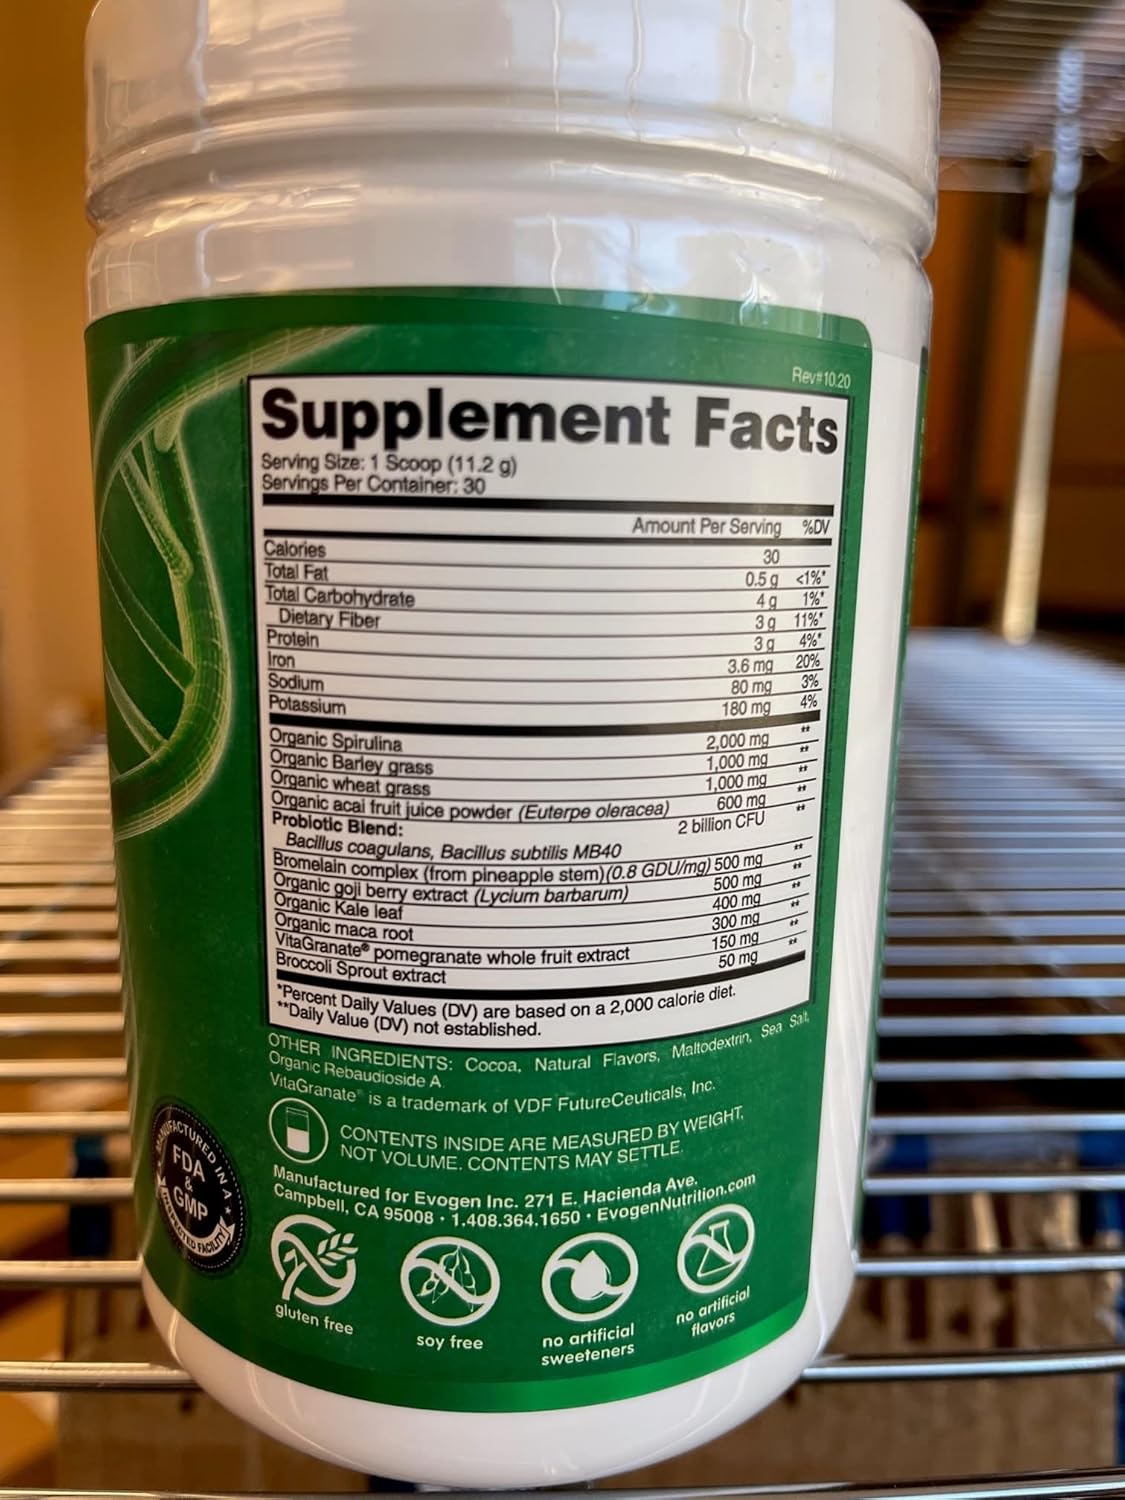 Rev#10.20
Supplement Facts
Serving Size: 1 Scoop (11.2 g)
Servings Per Container: 30
Amount Per Serving %DV
Calories 30
Total Fat 0.5 g <1%*
Total Carbohydrate 4 g 1%*
Dietary Fiber 3 g 11%*
Protein 3 g 4%*
Iron 3.6 mg 20%
Sodium 80 mg 3%
Potassium 180 mg 4%
Organic Spirulina 2,000 mg **
Organic Barley grass 1,000 mg **
Organic wheat grass 1,000 mg **
Organic acai fruit juice powder (Euterpe oleracea) 600 mg **
Probiotic Blend: 2 billion CFU **
Bacillus coagulans, Bacillus subtilis MB40
Bromelain complex (from pineapple stem)(0.8 GDU/mg) 500 mg **
Organic goji berry extract (Lycium barbarum) 500 mg **
Organic Kale leaf 400 mg **
Organic maca root 300 mg **
VitaGranate® pomegranate whole fruit extract 150 mg **
Broccoli Sprout extract 50 mg **
*Percent Daily Values (DV) are based on a 2,000 calorie diet.
**Daily Value (DV) not established.
OTHER INGREDIENTS: Cocoa, Natural Flavors, Maltodextrin, Sea Salt,
Organic Rebaudioside A.
VitaGranate® is a trademark of VDF FutureCeuticals, Inc.
CONTENTS INSIDE ARE MEASURED BY WEIGHT,
NOT VOLUME. CONTENTS MAY SETTLE.
Manufactured for Evogen Inc. 271 E. Hacienda Ave.
Campbell, CA 95008 • 1.408.364.1650 • EvogenNutrition.com
MANUFACTURED IN A
FDA
&
GMP
INSPECTED FACILITY
gluten free
soy free
no artificial
sweeteners
no artificial
flavors